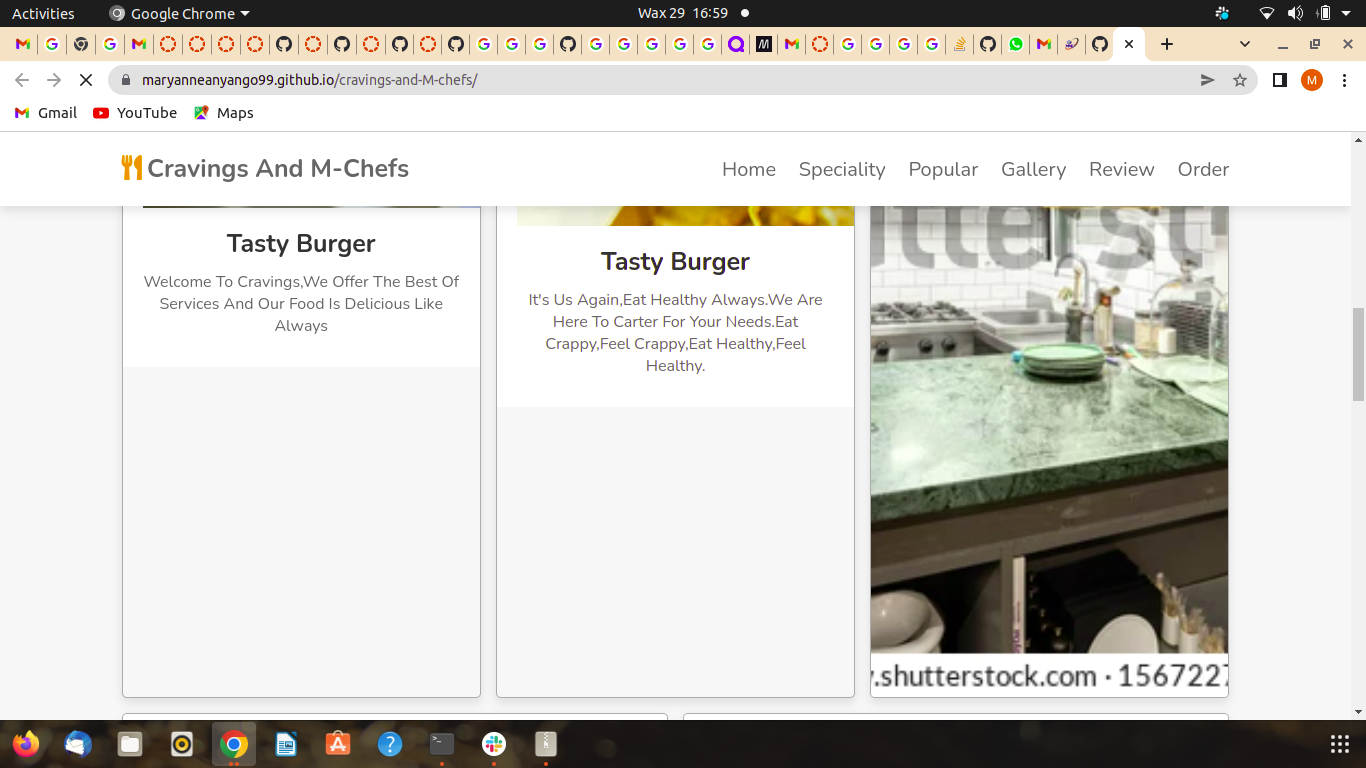 Activities
Google Chrome
Wax 29 16:59
maryanneanyango99.github.io/cravings-and-M-chefs/
M
Gmail
YouTube
Maps
Cravings And M-Chefs
Home
Speciality
Popular
Gallery
Review
Order
Tasty Burger
Welcome To Cravings,We Offer The Best Of
Services And Our Food Is Delicious Like
Always
Tasty Burger
It's Us Again,Eat Healthy Always.We Are
Here To Carter For Your Needs.Eat
Crappy,Feel Crappy,Eat Healthy,Feel
Healthy.
.shutterstock.com · 1567227